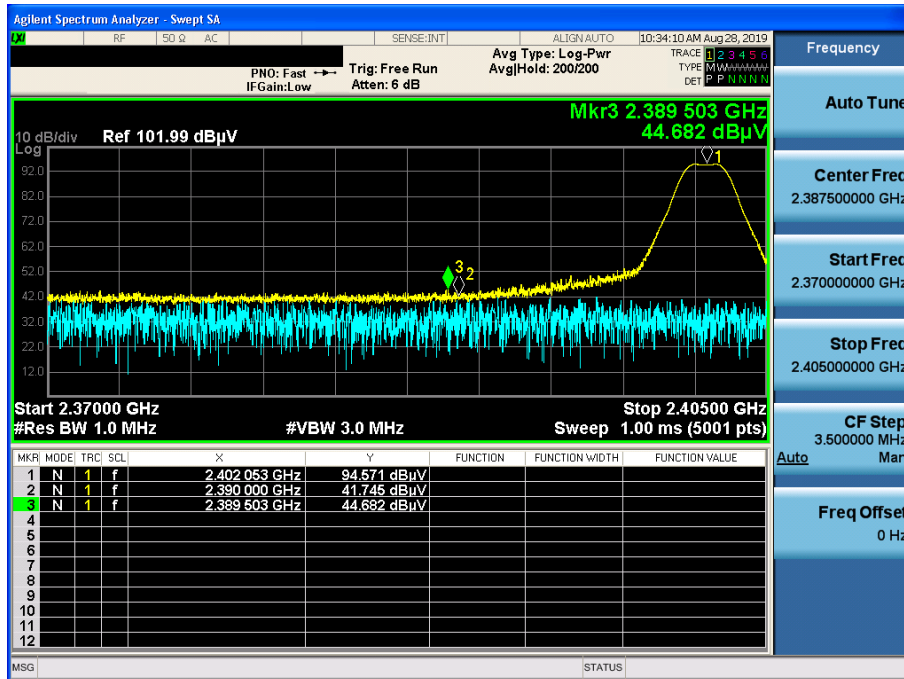 Agilent Spectrum Analyzer - Swept SA
LXI RF 50 Ω AC SENSE:INT ALIGN AUTO 10:34:10 AM Aug 28, 2019
PNO: Fast Trig: Free Run Avg Type: Log-Pwr TRACE 1 2 3 4 5 6
IFGain:Low Atten: 6 dB Avg|Hold: 200/200 TYPE M W W W W W
DET P P N N N N
Mkr3 2.389 503 GHz
44.682 dBµV
10 dB/div Ref 101.99 dBµV
Log
92.0
82.0
72.0
62.0
52.0
42.0
32.0
22.0
12.0
1
3
2
Start 2.37000 GHz Stop 2.40500 GHz
#Res BW 1.0 MHz #VBW 3.0 MHz Sweep 1.00 ms (5001 pts)
MKR MODE TRC SCL X Y FUNCTION FUNCTION WIDTH FUNCTION VALUE
1 N 1 f 2.402 053 GHz 94.571 dBµV
2 N 1 f 2.390 000 GHz 41.745 dBµV
3 N 1 f 2.389 503 GHz 44.682 dBµV
4
5
6
7
8
9
10
11
12
MSG STATUS
Frequency
Auto Tune
Center Freq
2.387500000 GHz
Start Freq
2.370000000 GHz
Stop Freq
2.405000000 GHz
CF Step
3.500000 MHz
Auto Man
Freq Offset
0 Hz